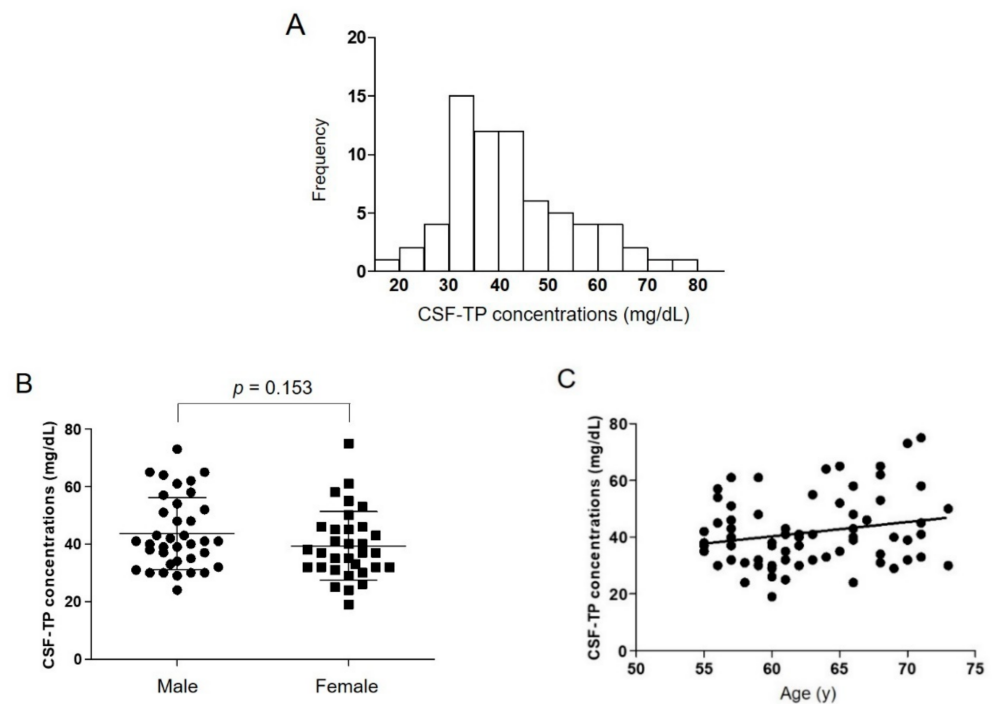 A
20
15
10
5
0
Frequency
20 30 40 50 60 70 80
CSF-TP concentrations (mg/dL)
B
p = 0.153
80
60
40
20
0
CSF-TP concentrations (mg/dL)
Male Female
C
80
60
40
20
0
CSF-TP concentrations (mg/dL)
50 55 60 65 70 75
Age (y)